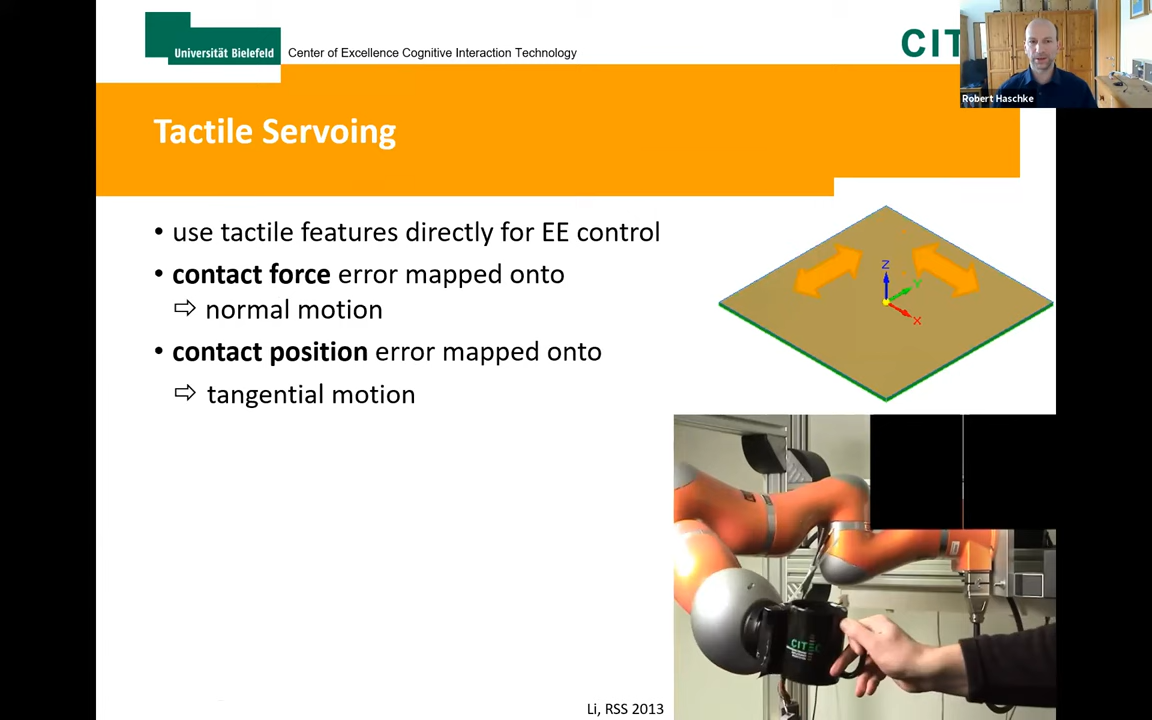 Universität Bielefeld
Center of Excellence Cognitive Interaction Technology
CIT
Robert Haschke
Tactile Servoing
• use tactile features directly for EE control
• contact force error mapped onto
⇨ normal motion
• contact position error mapped onto
⇨ tangential motion
Z
Y
X
CITEC
Li, RSS 2013